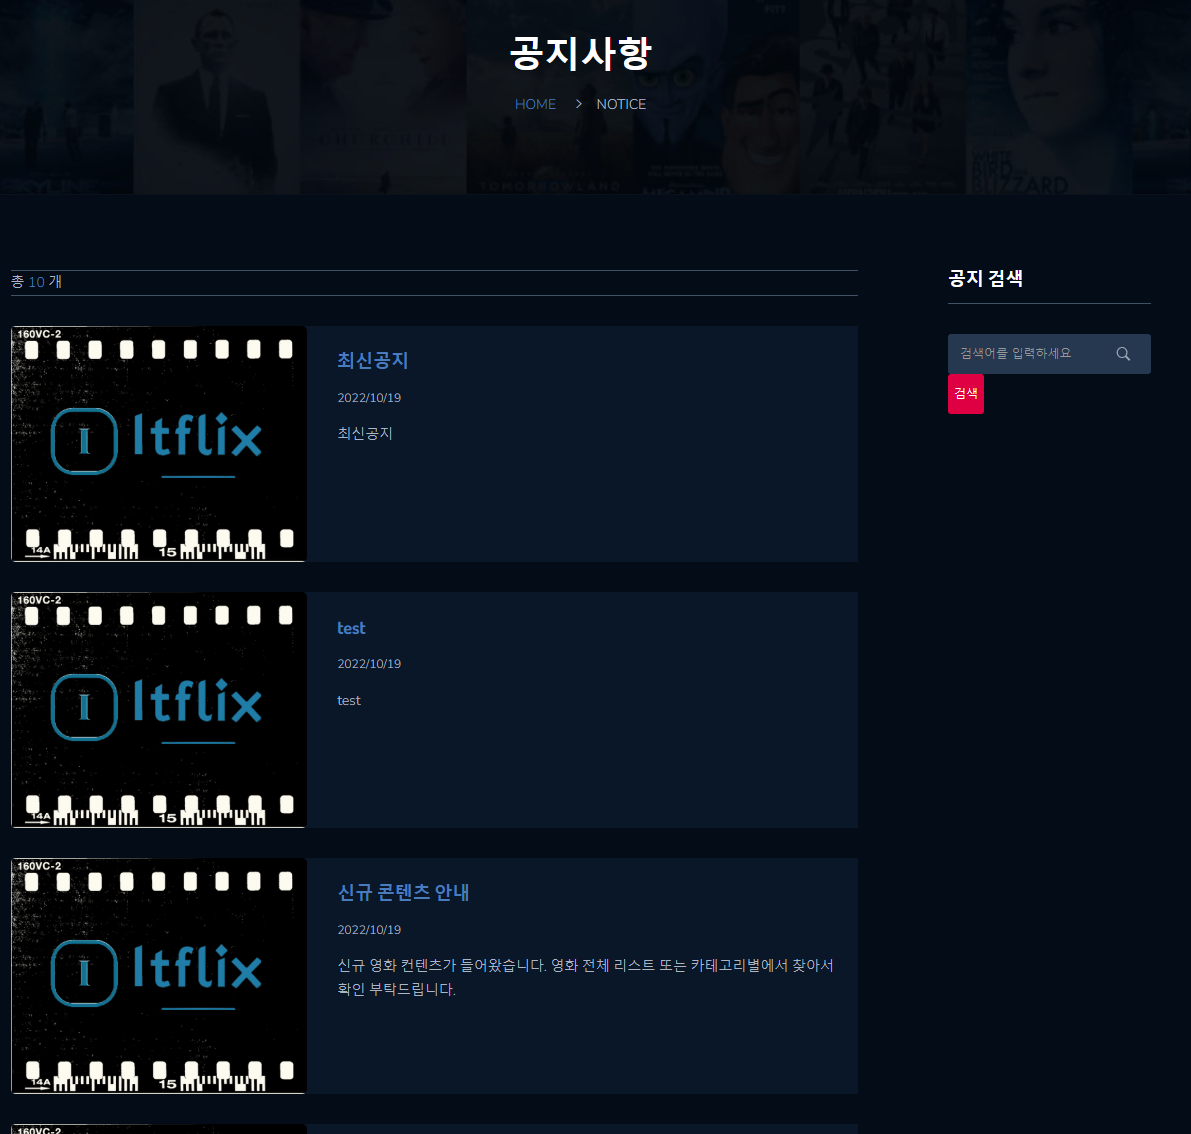 공지사항
HOME > NOTICE
CHURCHILL
TOMORROWLAND
WHITE
BIRD
BLIZZARD
총 10 개
공지 검색
검색어를 입력하세요
검색
160VC-2
I Itflix
14A 15
최신공지
2022/10/19
최신공지
160VC-2
I Itflix
14A 15
test
2022/10/19
test
160VC-2
I Itflix
14A 15
신규 콘텐츠 안내
2022/10/19
신규 영화 컨텐츠가 들어왔습니다. 영화 전체 리스트 또는 카테고리별에서 찾아서
확인 부탁드립니다.
160VC-2